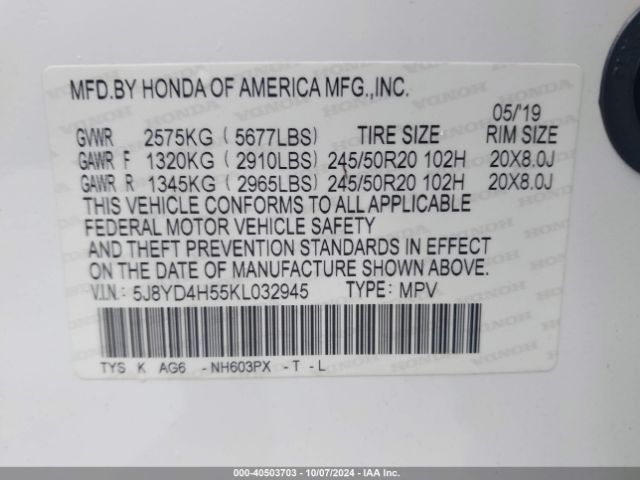 MFD.BY HONDA OF AMERICA MFG.,INC.
05/19
GVWR 2575KG (5677LBS) TIRE SIZE RIM SIZE
GAWR F 1320KG (2910LBS) 245/50R20 102H 20X8.0J
GAWR R 1345KG (2965LBS) 245/50R20 102H 20X8.0J
THIS VEHICLE CONFORMS TO ALL APPLICABLE
FEDERAL MOTOR VEHICLE SAFETY
AND THEFT PREVENTION STANDARDS IN EFFECT
ON THE DATE OF MANUFACTURE SHOWN ABOVE.
V.I.N.: 5J8YD4H55KL032945 TYPE: MPV
TYS K AG6 -NH603PX -T -L
000-40503703 - 10/07/2024 - IAA Inc.